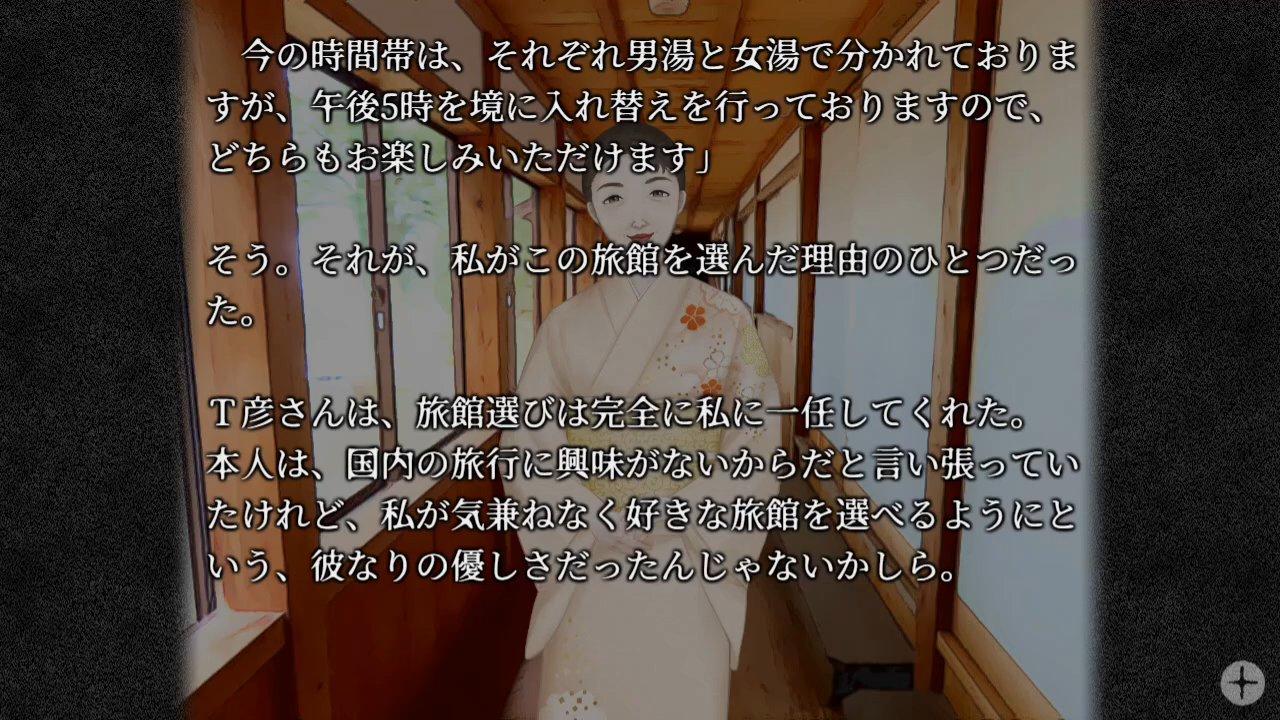 今の時間帯は、それぞれ男湯と女湯で分かれておりま
すが、午後5時を境に入れ替えを行っておりますので、
どちらもお楽しみいただけます」
そう。それが、私がこの旅館を選んだ理由のひとつだっ
た。
Ｔ彦さんは、旅館選びは完全に私に一任してくれた。
本人は、国内の旅行に興味がないからだと言い張ってい
たけれど、私が気兼ねなく好きな旅館を選べるようにと
いう、彼なりの優しさだったんじゃないかしら。